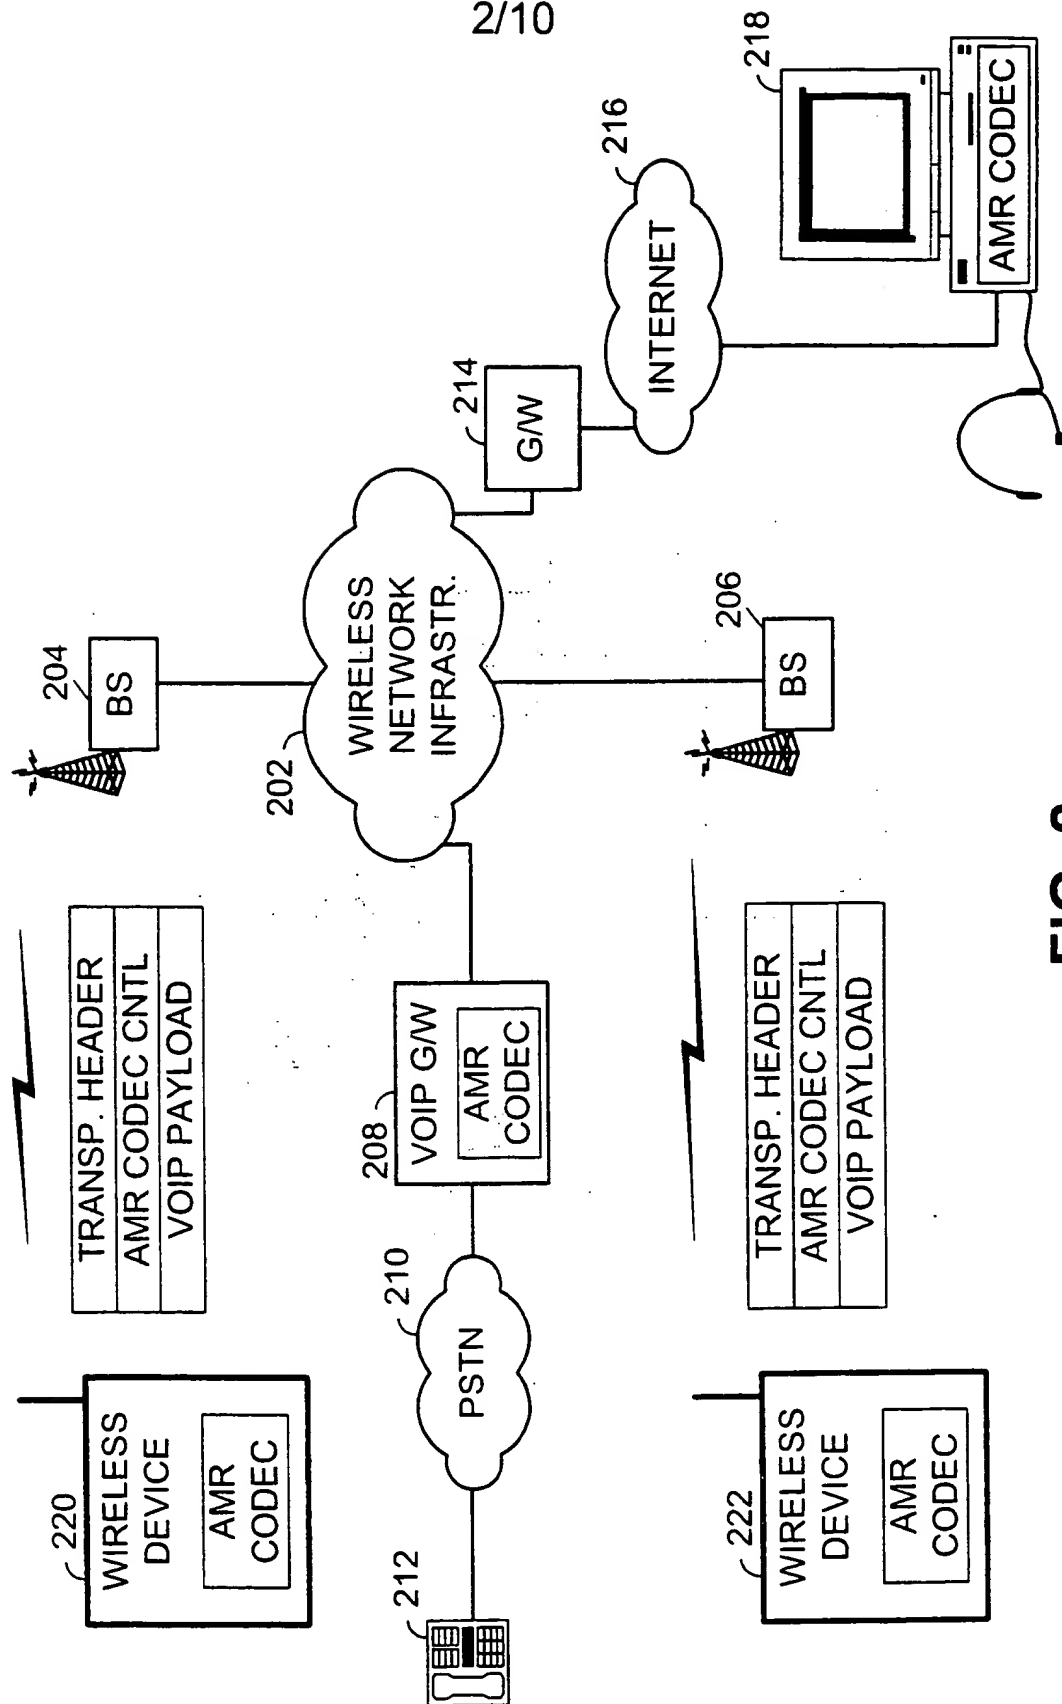 2/10
220
WIRELESS
DEVICE
AMR
CODEC
TRANSP. HEADER
AMR CODEC CNTL
VOIP PAYLOAD
204
BS
212
210
PSTN
208
VOIP G/W
AMR
CODEC
202
WIRELESS
NETWORK
INFRASTR.
214
G/W
216
INTERNET
218
AMR CODEC
222
WIRELESS
DEVICE
AMR
CODEC
TRANSP. HEADER
AMR CODEC CNTL
VOIP PAYLOAD
206
BS